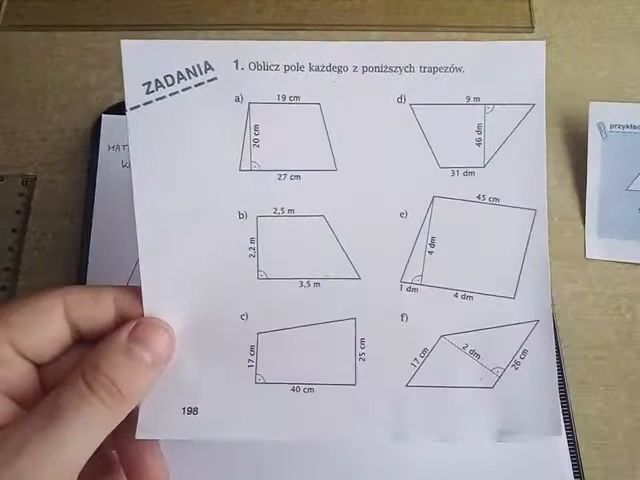 ZADANIA
1. Oblicz pole każdego z poniższych trapezów.
a)
19 cm
20 cm
27 cm
d)
9 m
46 dm
31 dm
b)
2,5 m
2,2 m
3,5 m
e)
45 cm
4 dm
1 dm
4 dm
c)
17 cm
25 cm
40 cm
f)
17 cm
2 dm
26 cm
198
MAT
przykład